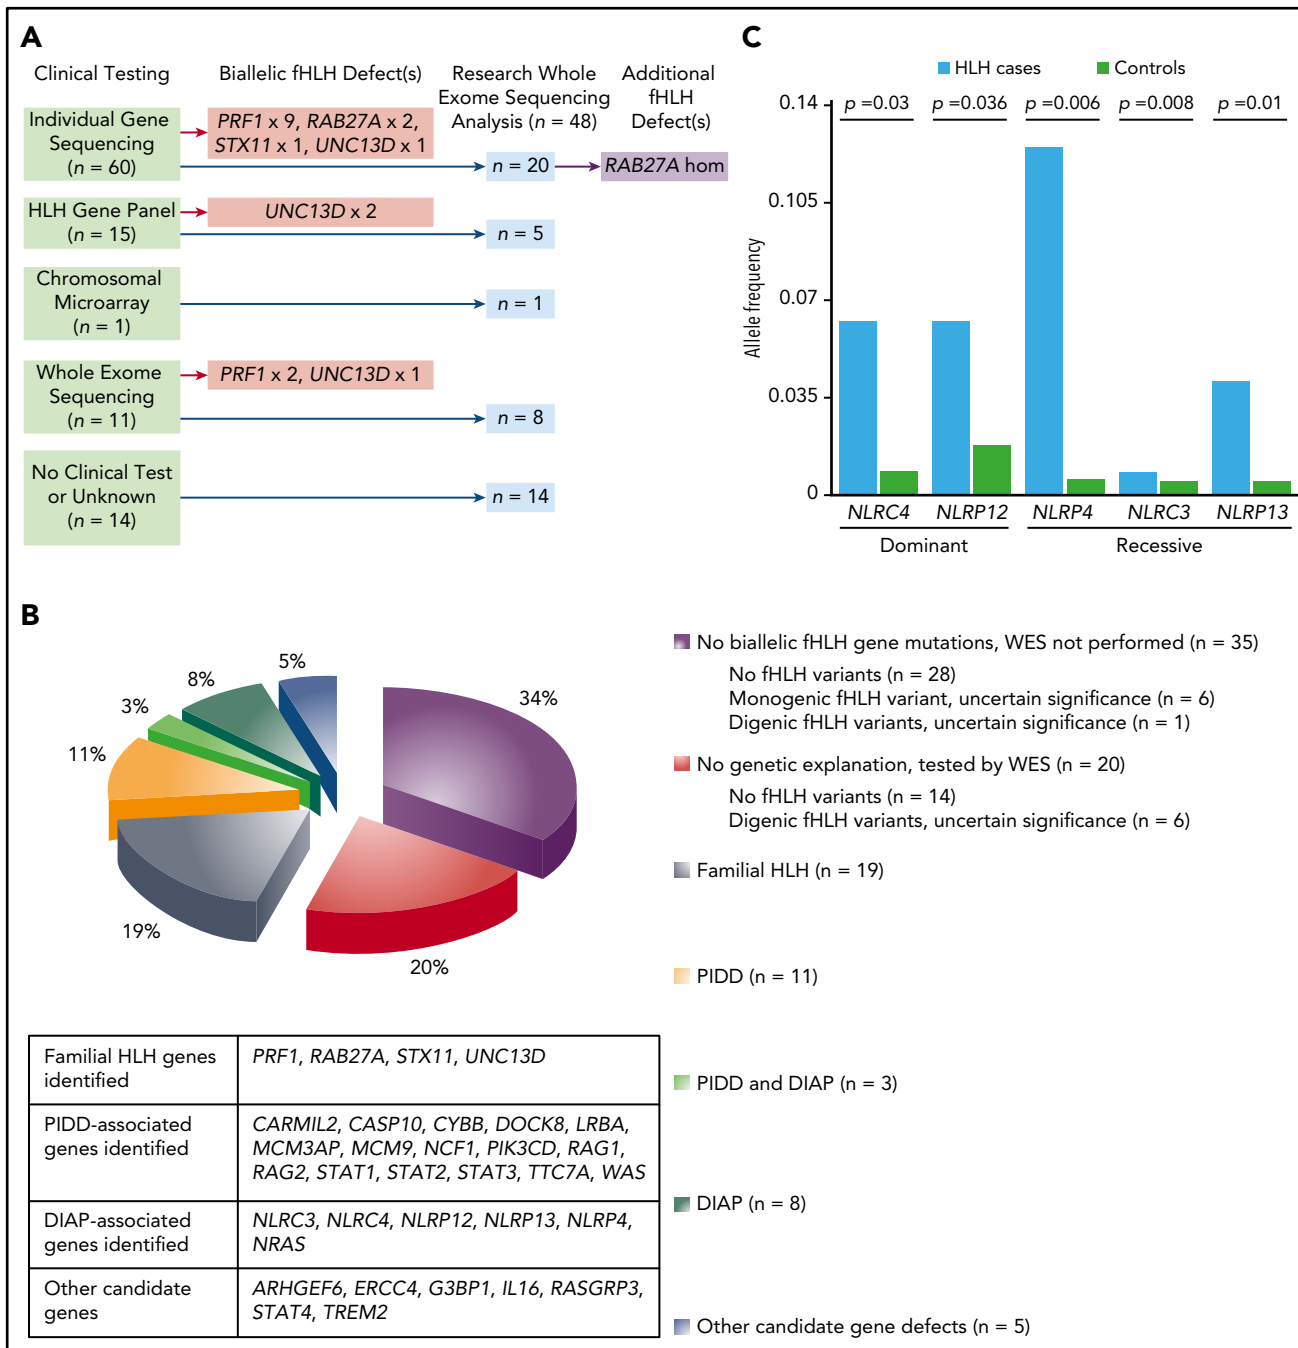 A
Clinical Testing
Biallelic fHLH Defect(s)
Research Whole
Exome Sequencing
Analysis (n = 48)
Additional
fHLH
Defect(s)
Individual Gene
Sequencing
(n = 60)
PRF1 x 9, RAB27A x 2,
STX11 x 1, UNC13D x 1
n = 20
RAB27A hom
HLH Gene Panel
(n = 15)
UNC13D x 2
n = 5
Chromosomal
Microarray
(n = 1)
n = 1
Whole Exome
Sequencing
(n = 11)
PRF1 x 2, UNC13D x 1
n = 8
No Clinical Test
or Unknown
(n = 14)
n = 14
C
HLH cases
Controls
p =0.03
p =0.036
p =0.006
p =0.008
p =0.01
Allele frequency
0.14
0.105
0.07
0.035
0
NLRC4
NLRP12
NLRP4
NLRC3
NLRP13
Dominant
Recessive
B
34%
20%
19%
11%
3%
8%
5%
No biallelic fHLH gene mutations, WES not performed (n = 35)
No fHLH variants (n = 28)
Monogenic fHLH variant, uncertain significance (n = 6)
Digenic fHLH variants, uncertain significance (n = 1)
No genetic explanation, tested by WES (n = 20)
No fHLH variants (n = 14)
Digenic fHLH variants, uncertain significance (n = 6)
Familial HLH (n = 19)
PIDD (n = 11)
PIDD and DIAP (n = 3)
DIAP (n = 8)
Other candidate gene defects (n = 5)
Familial HLH genes
identified
PRF1, RAB27A, STX11, UNC13D
PIDD-associated
genes identified
CARMIL2, CASP10, CYBB, DOCK8, LRBA,
MCM3AP, MCM9, NCF1, PIK3CD, RAG1,
RAG2, STAT1, STAT2, STAT3, TTC7A, WAS
DIAP-associated
genes identified
NLRC3, NLRC4, NLRP12, NLRP13, NLRP4,
NRAS
Other candidate
genes
ARHGEF6, ERCC4, G3BP1, IL16, RASGRP3,
STAT4, TREM2